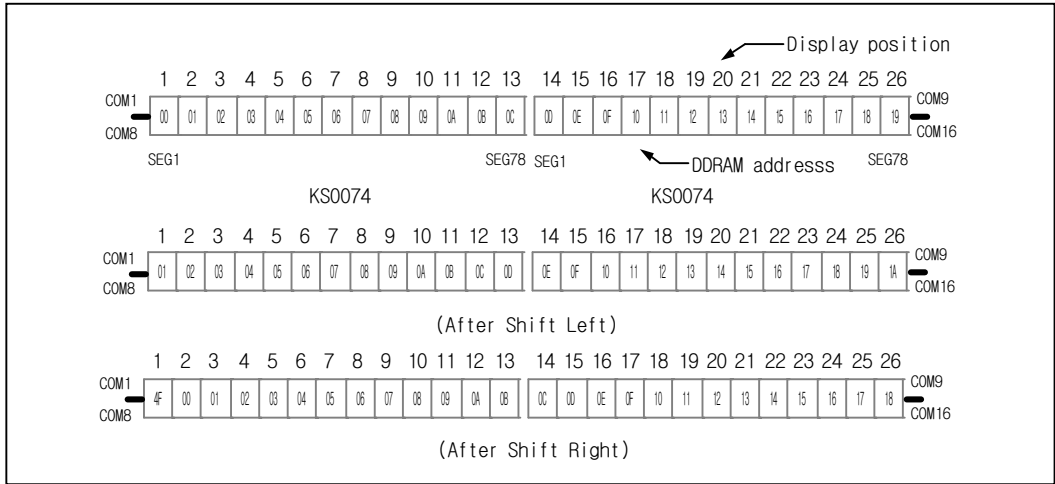 Display position
1 2 3 4 5 6 7 8 9 10 11 12 13 14 15 16 17 18 19 20 21 22 23 24 25 26
COM1 COM9
00 01 02 03 04 05 06 07 08 09 0A 0B 0C 0D 0E 0F 10 11 12 13 14 15 16 17 18 19
COM8 COM16
SEG1 SEG78 SEG1 DDRAM addresss SEG78
KS0074 KS0074
1 2 3 4 5 6 7 8 9 10 11 12 13 14 15 16 17 18 19 20 21 22 23 24 25 26
COM1 COM9
01 02 03 04 05 06 07 08 09 0A 0B 0C 0D 0E 0F 10 11 12 13 14 15 16 17 18 19 1A
COM8 COM16
(After Shift Left)
1 2 3 4 5 6 7 8 9 10 11 12 13 14 15 16 17 18 19 20 21 22 23 24 25 26
COM1 COM9
4F 00 01 02 03 04 05 06 07 08 09 0A 0B 0C 0D 0E 0F 10 11 12 13 14 15 16 17 18
COM8 COM16
(After Shift Right)